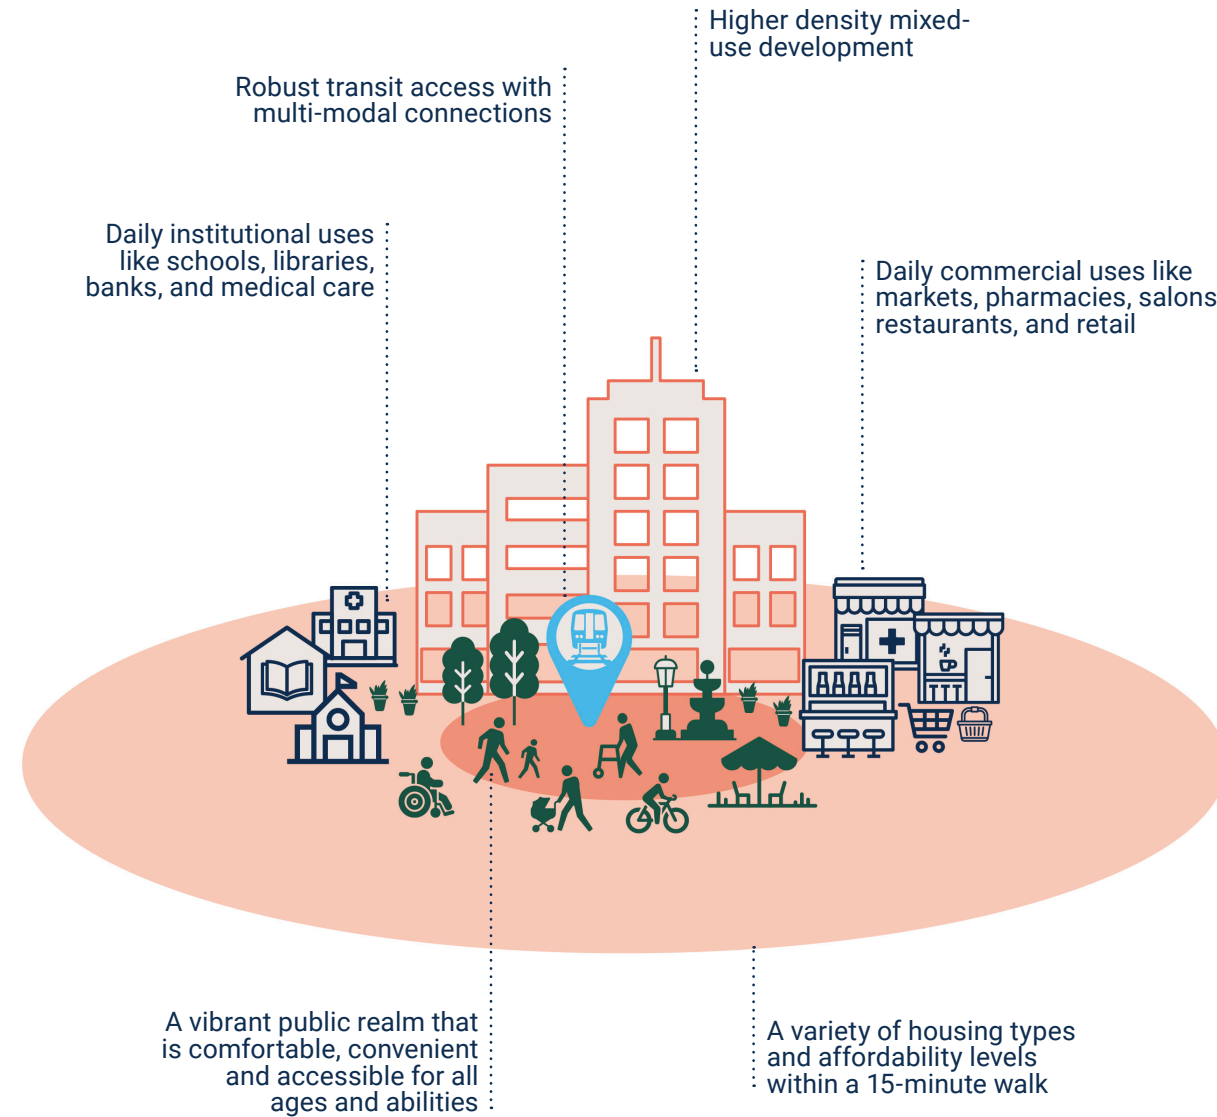 Higher density mixed-
use development
Robust transit access with
multi-modal connections
Daily institutional uses
like schools, libraries,
banks, and medical care
Daily commercial uses like
markets, pharmacies, salons
restaurants, and retail
A vibrant public realm that
is comfortable, convenient
and accessible for all
ages and abilities
A variety of housing types
and affordability levels
within a 15-minute walk